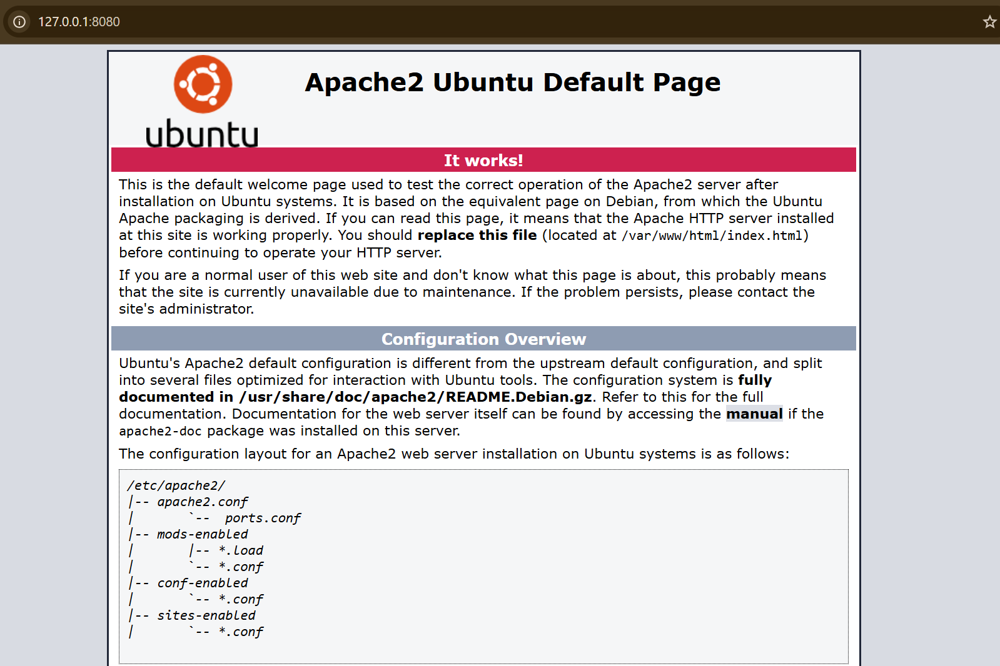 127.0.0.1:8080
ubuntu
Apache2 Ubuntu Default Page
It works!
This is the default welcome page used to test the correct operation of the Apache2 server after
installation on Ubuntu systems. It is based on the equivalent page on Debian, from which the Ubuntu
Apache packaging is derived. If you can read this page, it means that the Apache HTTP server installed
at this site is working properly. You should replace this file (located at /var/www/html/index.html)
before continuing to operate your HTTP server.
If you are a normal user of this web site and don't know what this page is about, this probably means
that the site is currently unavailable due to maintenance. If the problem persists, please contact the
site's administrator.
Configuration Overview
Ubuntu's Apache2 default configuration is different from the upstream default configuration, and split
into several files optimized for interaction with Ubuntu tools. The configuration system is fully
documented in /usr/share/doc/apache2/README.Debian.gz. Refer to this for the full
documentation. Documentation for the web server itself can be found by accessing the manual if the
apache2-doc package was installed on this server.
The configuration layout for an Apache2 web server installation on Ubuntu systems is as follows:
/etc/apache2/
|-- apache2.conf
|       `--  ports.conf
|-- mods-enabled
|       |-- *.load
|       `-- *.conf
|-- conf-enabled
|       `-- *.conf
|-- sites-enabled
|       `-- *.conf